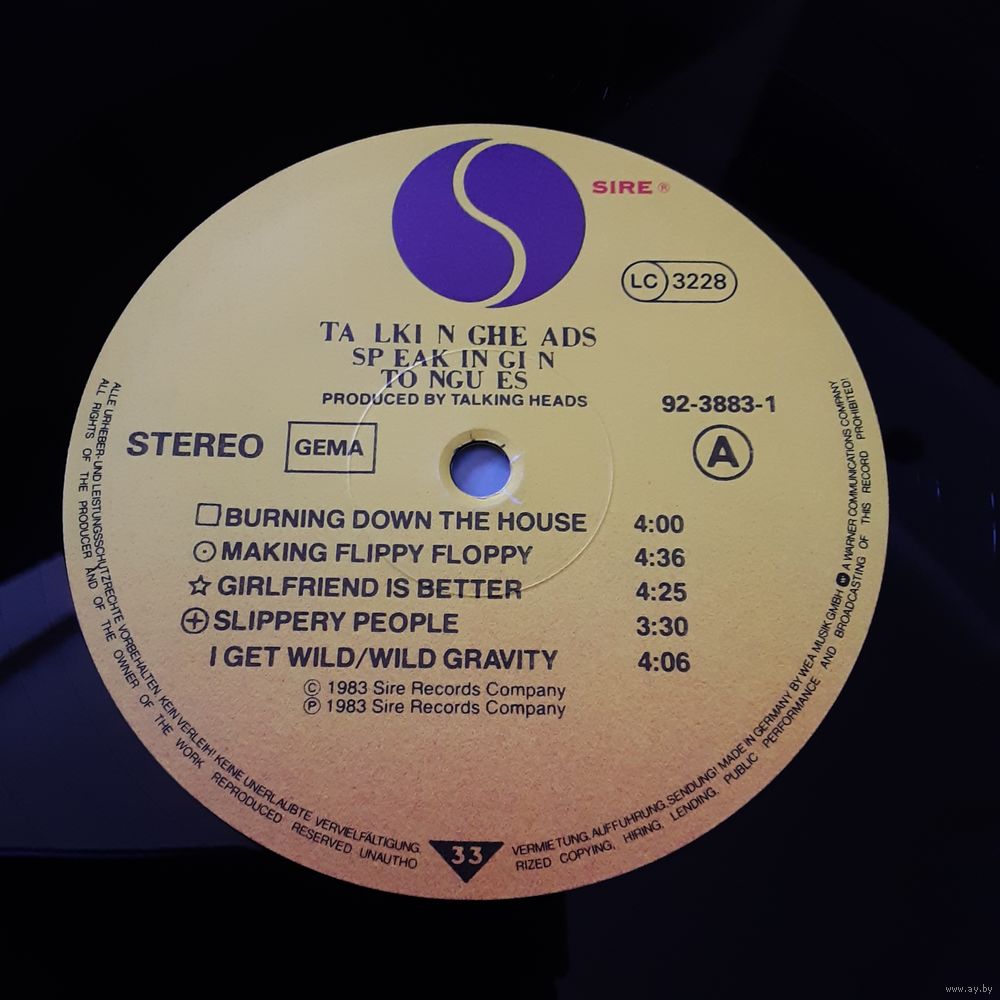 SIRE ®
LC 3228
TA LKI N GHE ADS
SP EAK IN GI N
TO NGU ES
PRODUCED BY TALKING HEADS
92-3883-1
STEREO GEMA A
BURNING DOWN THE HOUSE 4:00
MAKING FLIPPY FLOPPY 4:36
GIRLFRIEND IS BETTER 4:25
SLIPPERY PEOPLE 3:30
I GET WILD/WILD GRAVITY 4:06
© 1983 Sire Records Company
℗ 1983 Sire Records Company
33
ALLE URHEBER- UND LEISTUNGSSCHUTZRECHTE VORBEHALTEN. KEIN VERLEIH! KEINE UNERLAUBTE VERVIELFÄLTIGUNG, VERMIETUNG, AUFFÜHRUNG, SENDUNG! MADE IN GERMANY BY WEA MUSIK GMBH A WARNER COMMUNICATIONS COMPANY
ALL RIGHTS OF THE PRODUCER AND OF THE OWNER OF THE WORK REPRODUCED RESERVED UNAUTHORIZED COPYING, HIRING, LENDING, PUBLIC PERFORMANCE AND BROADCASTING OF THIS RECORD PROHIBITED!
www.ay.by